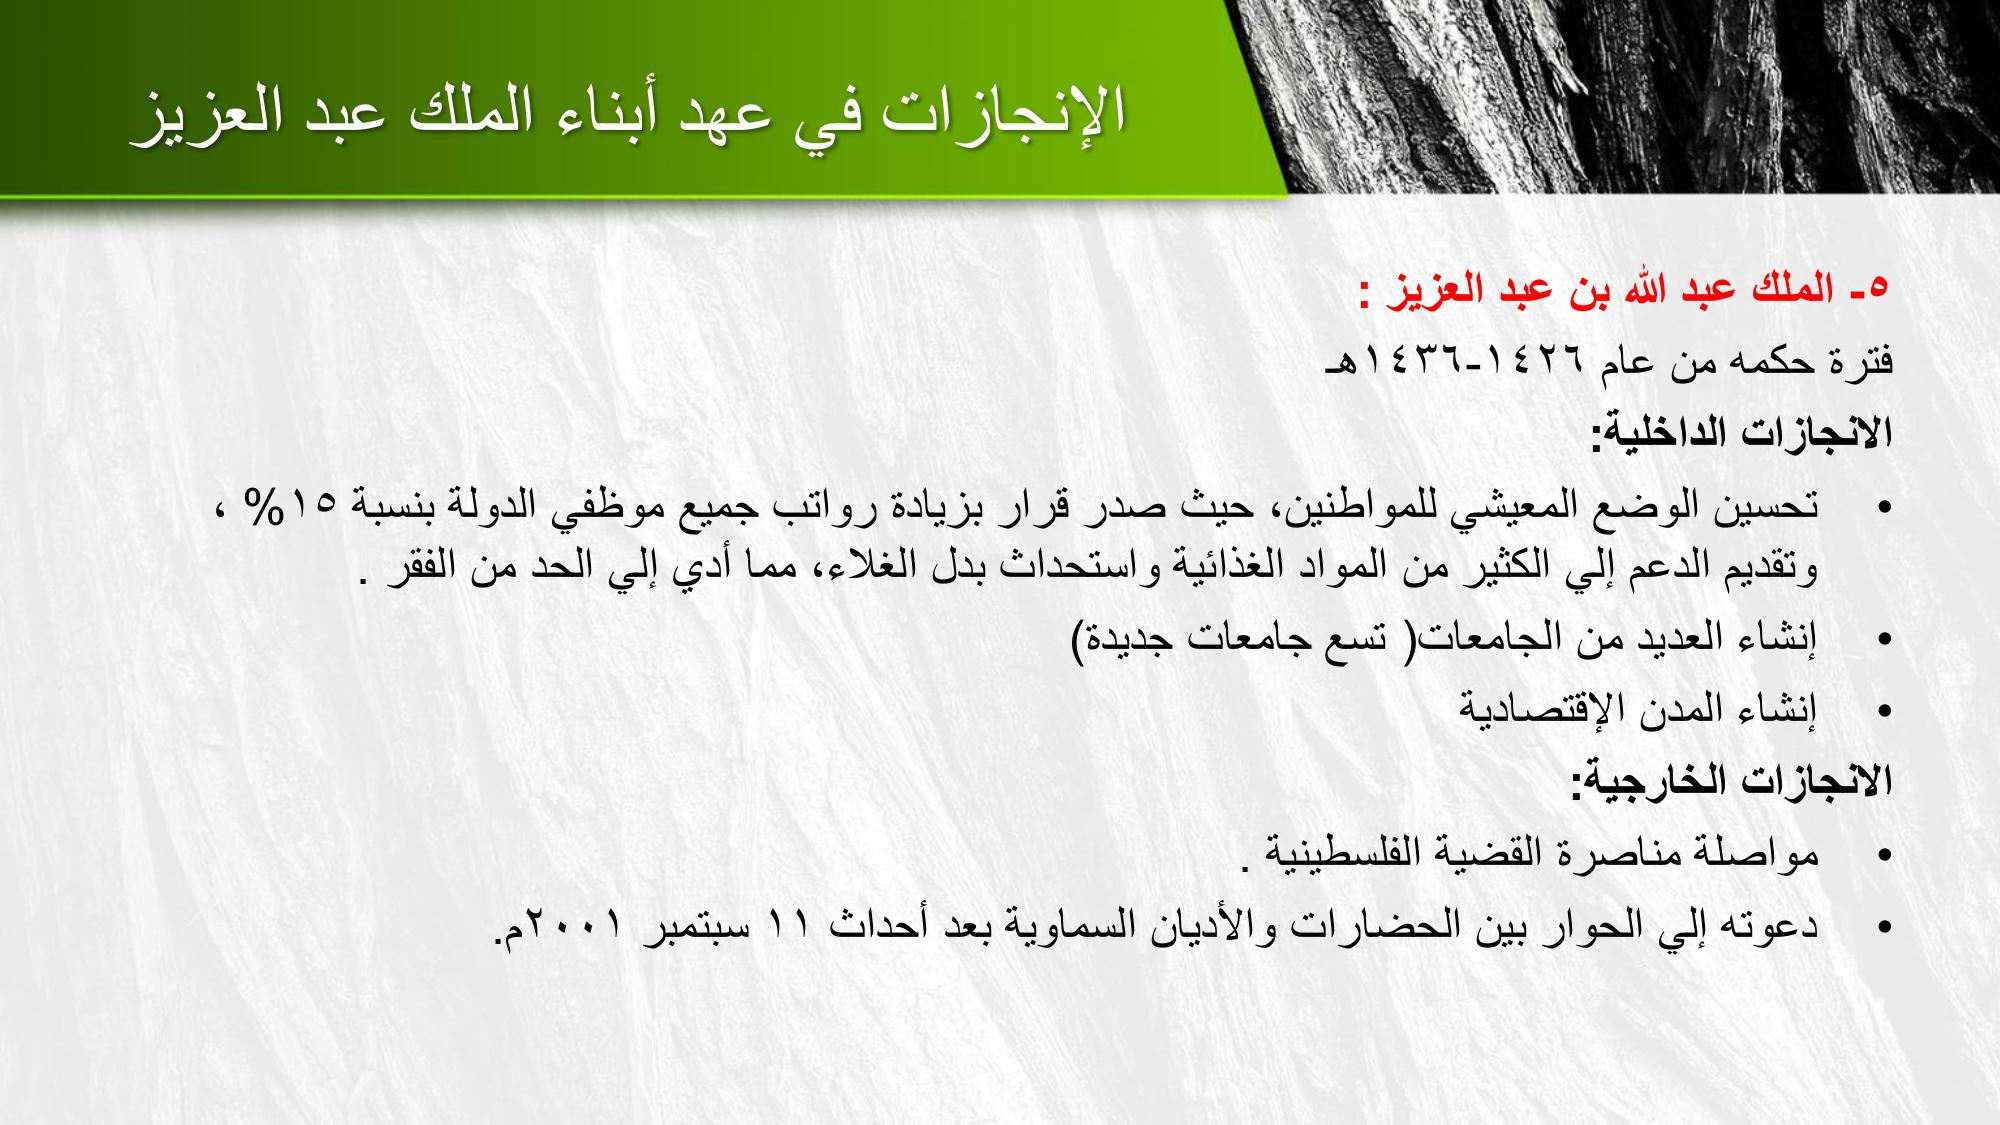 الإنجازات في عهد أبناء الملك عبد العزيز
٥- الملك عبد الله بن عبد العزيز :
فترة حكمه من عام ١٤٢٦-١٤٣٦هـ
الانجازات الداخلية:
• تحسين الوضع المعيشي للمواطنين، حيث صدر قرار بزيادة رواتب جميع موظفي الدولة بنسبة ١٥% ،
وتقديم الدعم إلي الكثير من المواد الغذائية واستحداث بدل الغلاء، مما أدي إلي الحد من الفقر .
• إنشاء العديد من الجامعات( تسع جامعات جديدة)
• إنشاء المدن الإقتصادية
الانجازات الخارجية:
• مواصلة مناصرة القضية الفلسطينية .
• دعوته إلي الحوار بين الحضارات والأديان السماوية بعد أحداث ١١ سبتمبر ٢٠٠١م.